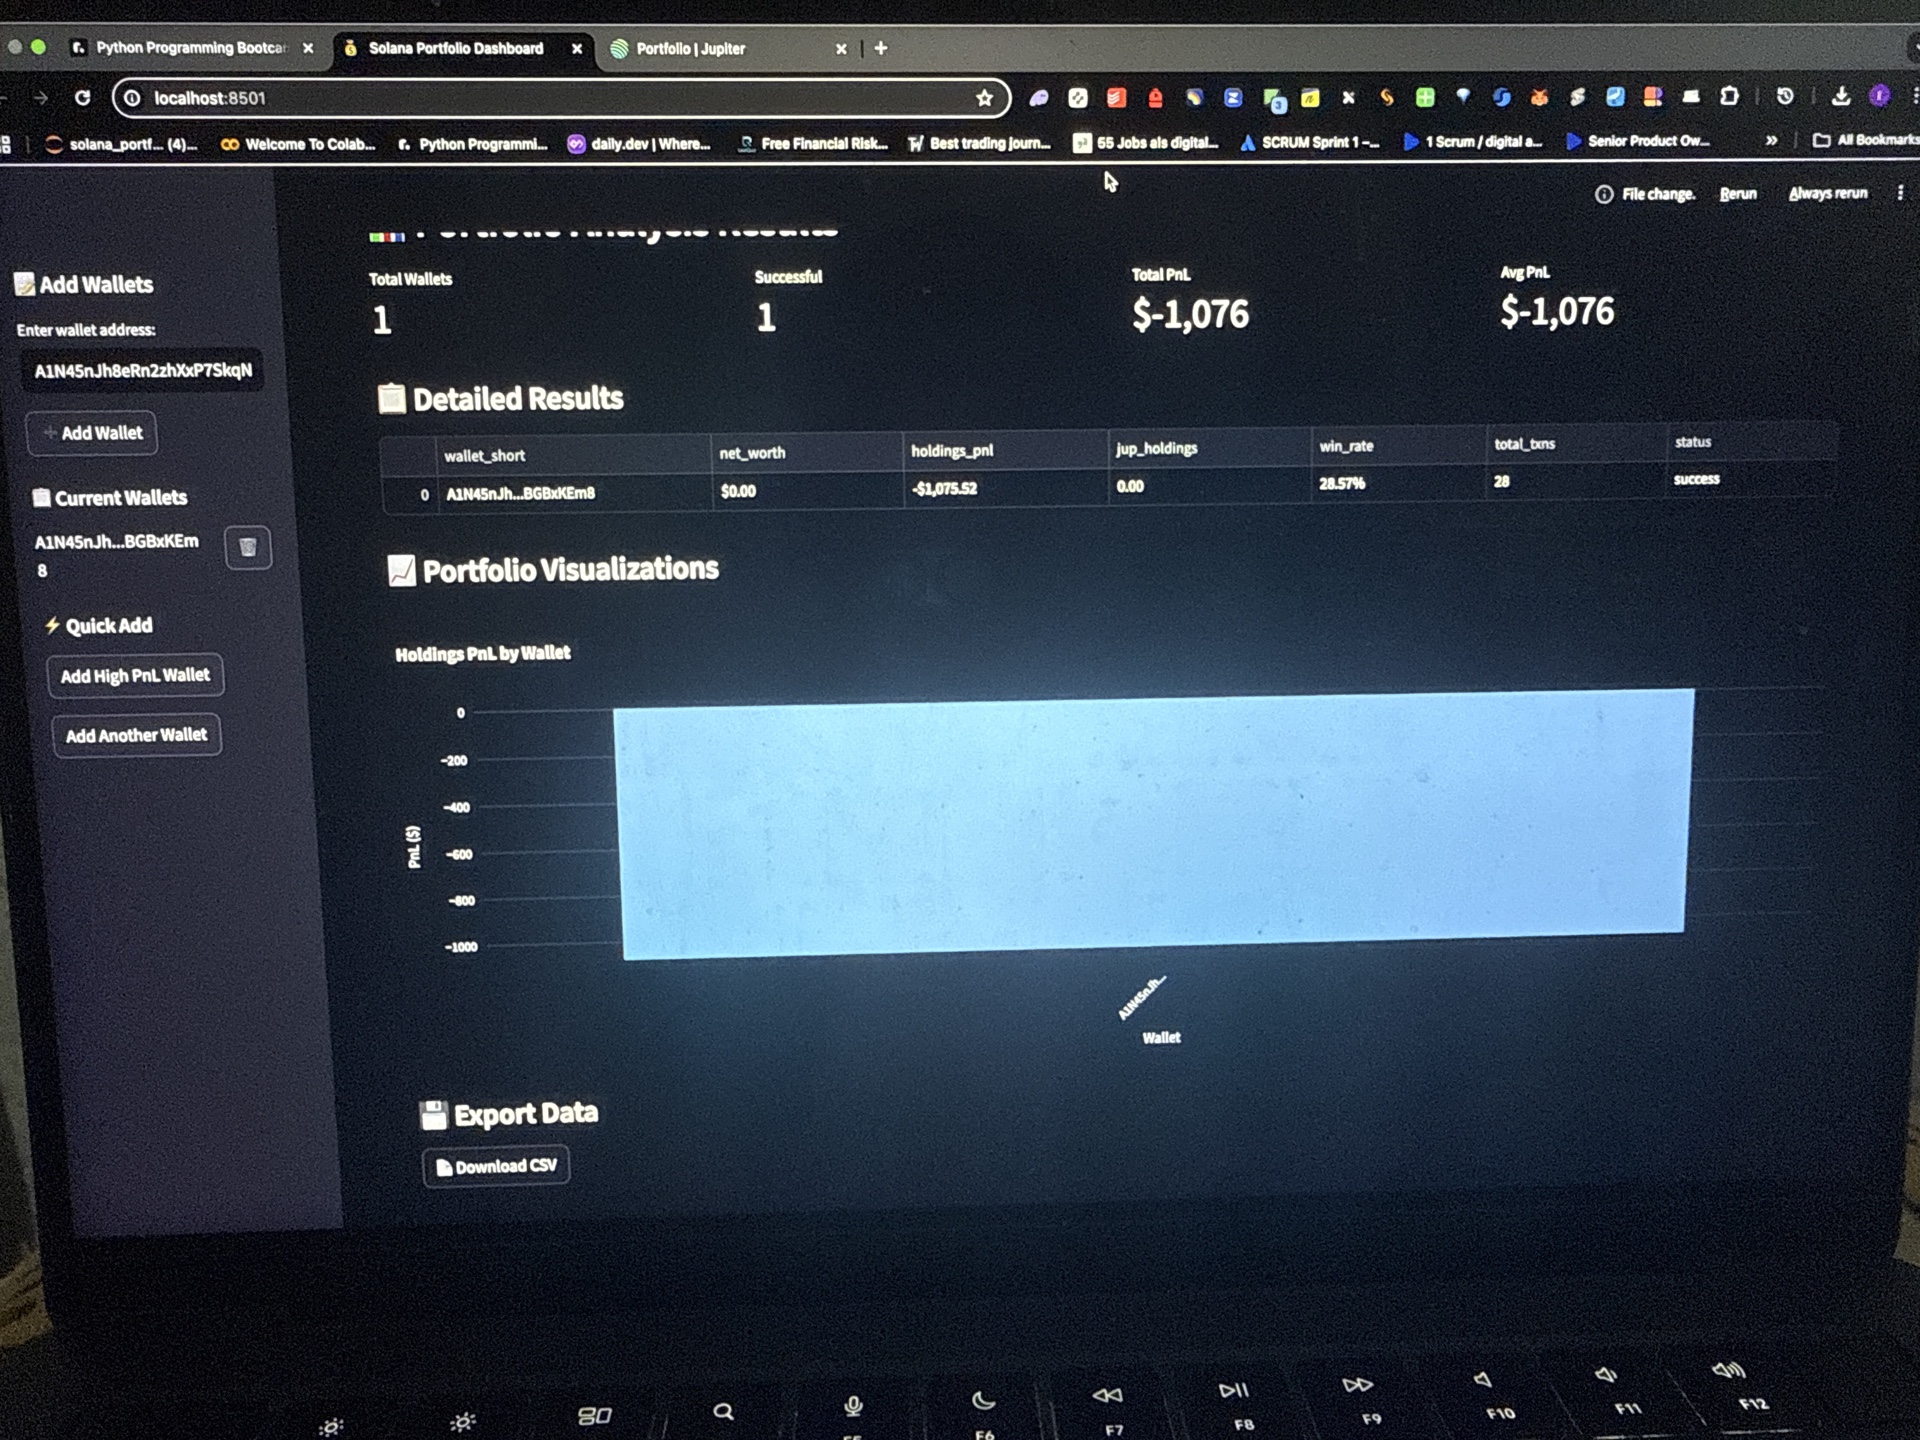 Python Programming Bootca
Solana Portfolio Dashboard
Portfolio | Jupiter
localhost:8501
solana_portf... (4)...
Welcome To Colab...
Python Programmi...
daily.dev | Where...
Free Financial Risk...
Best trading journ...
55 Jobs als digital...
SCRUM Sprint 1 –...
1 Scrum / digital a...
Senior Product Ow...
All Bookmarks
File change.
Rerun
Always rerun
Portfolio Analysis Results
Add Wallets
Enter wallet address:
A1N45nJh8eRn2zhXxP7SkqN
Add Wallet
Current Wallets
A1N45nJh...BGBxKEm
8
Quick Add
Add High PnL Wallet
Add Another Wallet
Total Wallets
1
Successful
1
Total PnL
$-1,076
Avg PnL
$-1,076
Detailed Results
wallet_short net_worth holdings_pnl jup_holdings win_rate total_txns status
0 A1N45nJh...BGBxKEm8 $0.00 -$1,075.52 0.00 28.57% 28 success
Portfolio Visualizations
Holdings PnL by Wallet
0
−200
−400
−600
−800
−1000
PnL ($)
A1N45nJh...
Wallet
Export Data
Download CSV
F6
F7
F8
F9
F10
F11
F12